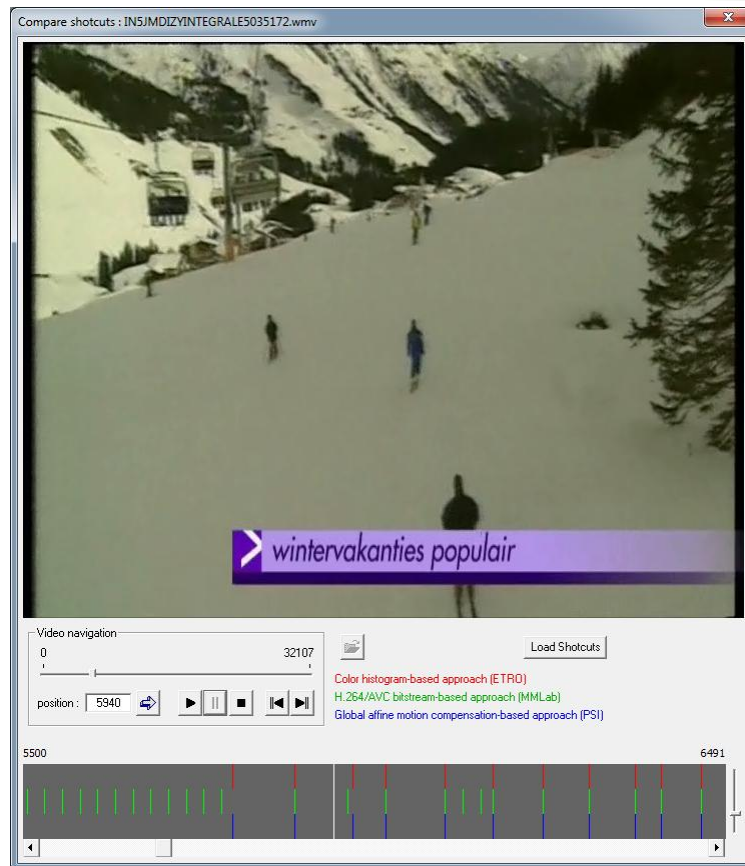 Compare shotcuts : IN5JMDIZYINTEGRALE5035172.wmv
wintervakanties populair
Video navigation
0 32107
position : 5940
Load Shotcuts
Color histogram-based approach (ETRO)
H.264/AVC bitstream-based approach (MMLab)
Global affine motion compensation-based approach (PSI)
5500 6491